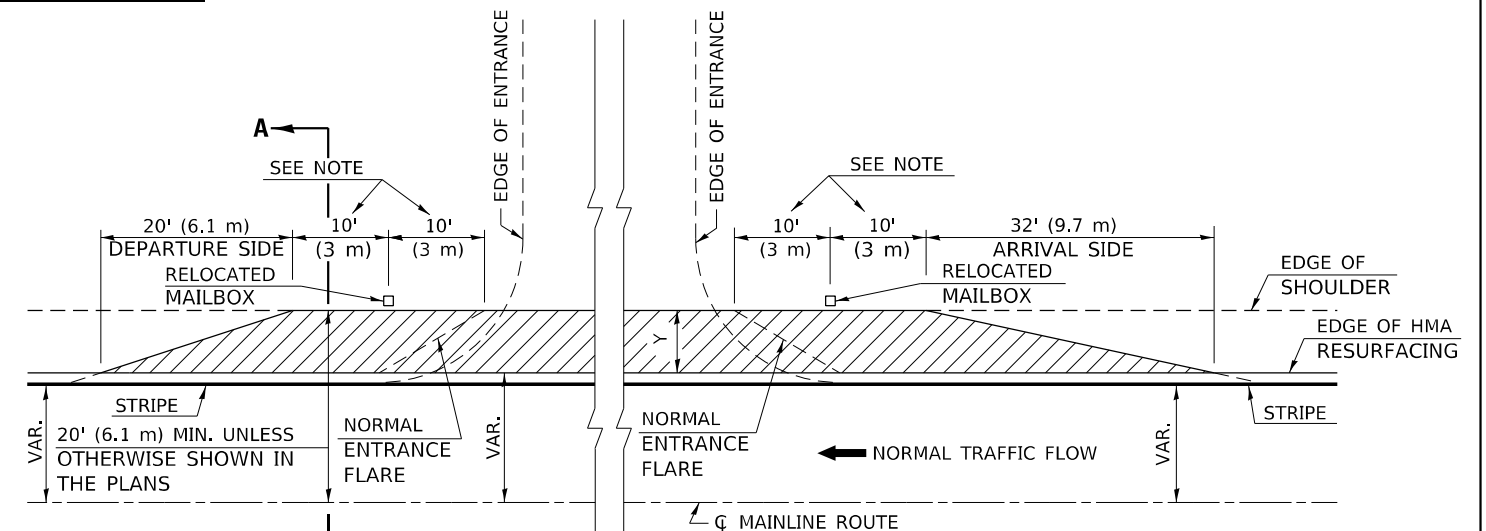 EDGE OF ENTRANCE
EDGE OF ENTRANCE
A
SEE NOTE
SEE NOTE
20' (6.1 m)
DEPARTURE SIDE
10'
(3 m)
10'
(3 m)
10'
(3 m)
10'
(3 m)
32' (9.7 m)
ARRIVAL SIDE
RELOCATED
MAILBOX
RELOCATED
MAILBOX
EDGE OF
SHOULDER
EDGE OF HMA
RESURFACING
Y
STRIPE
STRIPE
VAR.
20' (6.1 m) MIN. UNLESS
OTHERWISE SHOWN IN
THE PLANS
NORMAL
ENTRANCE
FLARE
VAR.
NORMAL
ENTRANCE
FLARE
NORMAL TRAFFIC FLOW
VAR.
℄ MAINLINE ROUTE